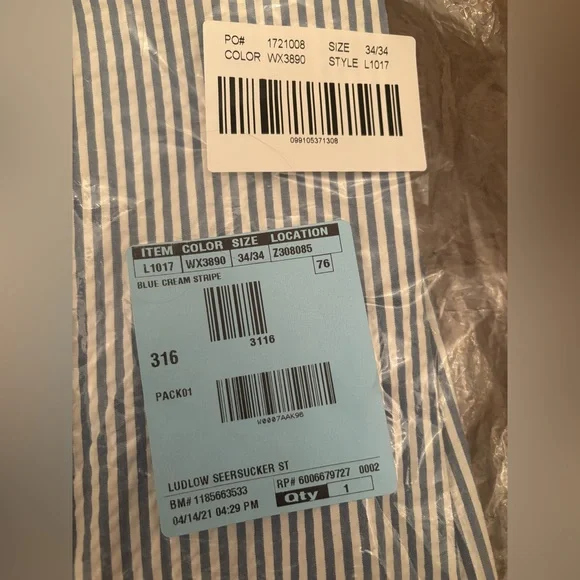 PO# 1721008 SIZE 34/34
COLOR WX3890 STYLE L1017
099105371308
ITEM COLOR SIZE LOCATION
L1017 WX3890 34/34 Z308085
BLUE CREAM STRIPE 76
3116
316
PACK01
W0007AAK96
LUDLOW SEERSUCKER ST
BM# 1185663533 RP# 6006679727 0002
04/14/21 04:29 PM Qty 1